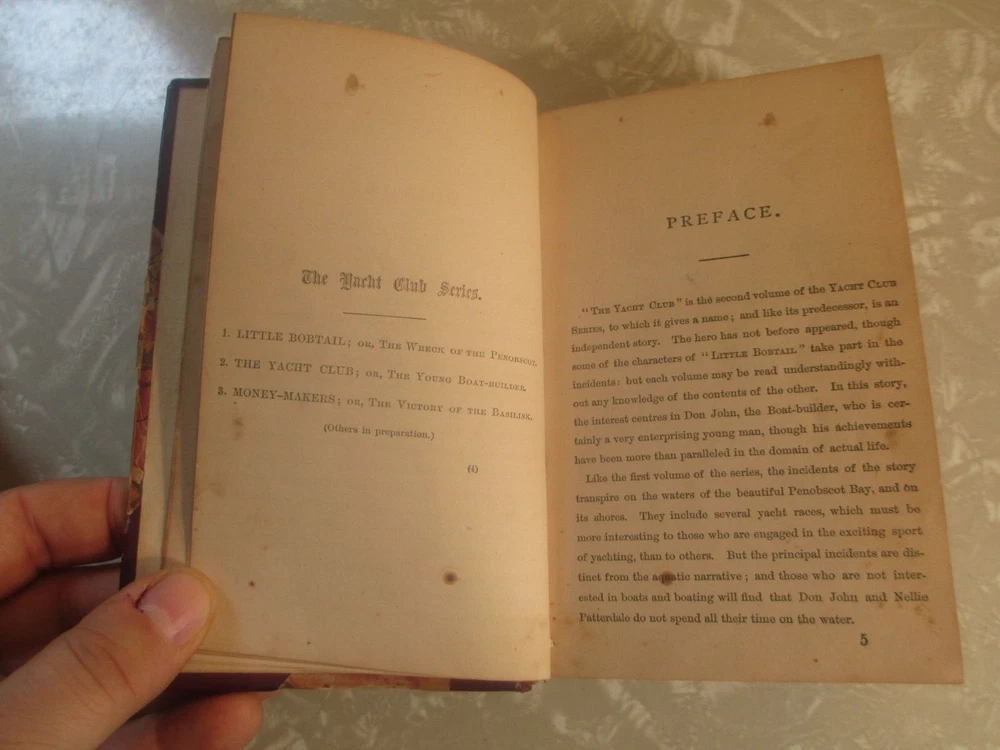 The Yacht Club Series.
1. LITTLE BOBTAIL; OR, THE WRECK OF THE PENOBSCOT.
2. THE YACHT CLUB; OR, THE YOUNG BOAT-BUILDER.
3. MONEY-MAKERS; OR, THE VICTORY OF THE BASILISK.
(Others in preparation.)
(4)
PREFACE.
"THE YACHT CLUB" is the second volume of the YACHT CLUB
SERIES, to which it gives a name; and like its predecessor, is an
independent story. The hero has not before appeared, though
some of the characters of "LITTLE BOBTAIL" take part in the
incidents: but each volume may be read understandingly with-
out any knowledge of the contents of the other. In this story,
the interest centres in Don John, the Boat-builder, who is cer-
tainly a very enterprising young man, though his achievements
have been more than paralleled in the domain of actual life.
Like the first volume of the series, the incidents of the story
transpire on the waters of the beautiful Penobscot Bay, and on
its shores. They include several yacht races, which must be
more interesting to those who are engaged in the exciting sport
of yachting, than to others. But the principal incidents are dis-
tinct from the aquatic narrative; and those who are not inter-
ested in boats and boating will find that Don John and Nellie
Patterdale do not spend all their time on the water.
5